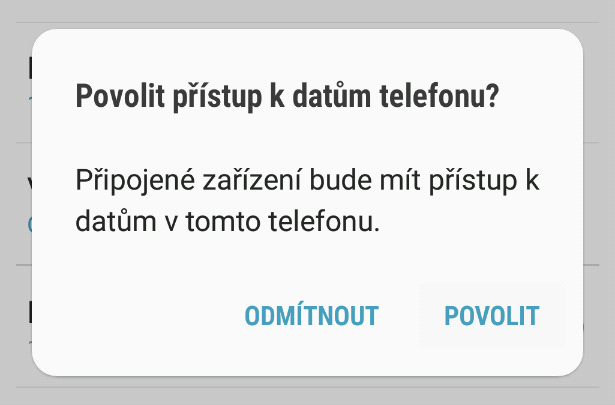 Povolit přístup k datům telefonu?
Připojené zařízení bude mít přístup k
datům v tomto telefonu.
ODMÍTNOUT POVOLIT